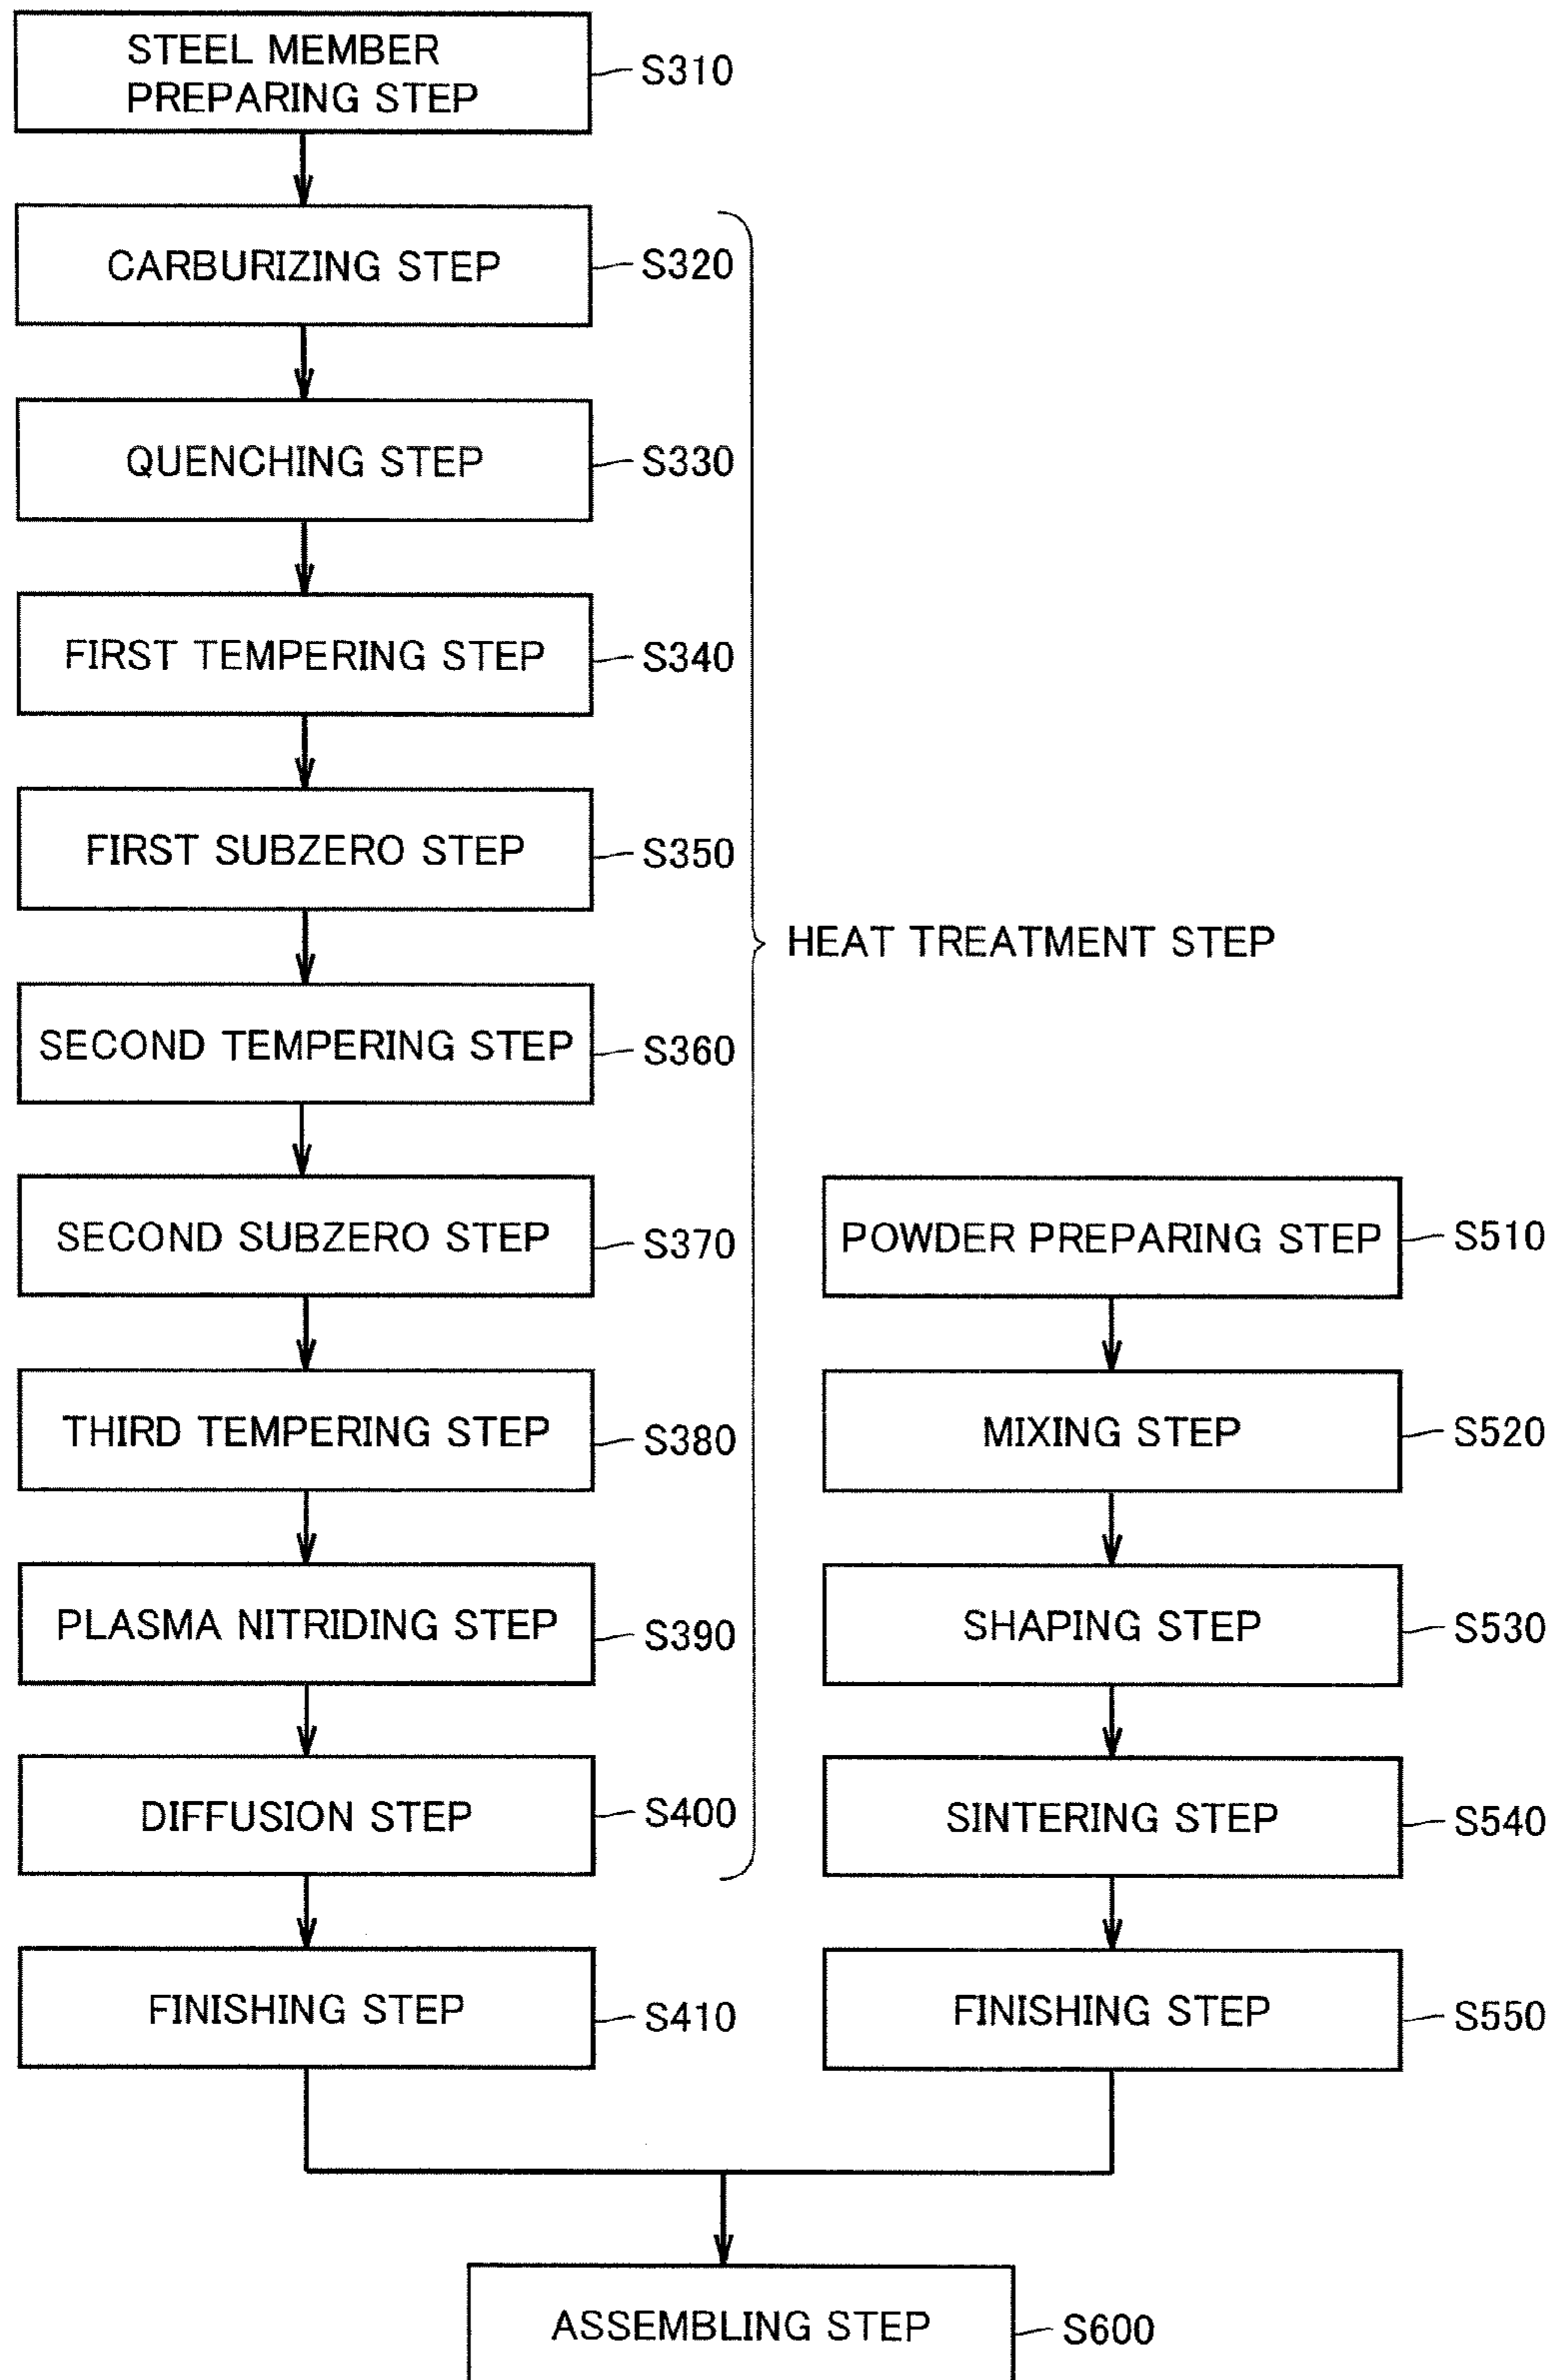 STEEL MEMBER
PREPARING STEP
S310
CARBURIZING STEP
S320
QUENCHING STEP
S330
FIRST TEMPERING STEP
S340
FIRST SUBZERO STEP
S350
HEAT TREATMENT STEP
SECOND TEMPERING STEP
S360
SECOND SUBZERO STEP
S370
THIRD TEMPERING STEP
S380
PLASMA NITRIDING STEP
S390
DIFFUSION STEP
S400
FINISHING STEP
S410
POWDER PREPARING STEP
S510
MIXING STEP
S520
SHAPING STEP
S530
SINTERING STEP
S540
FINISHING STEP
S550
ASSEMBLING STEP
S600